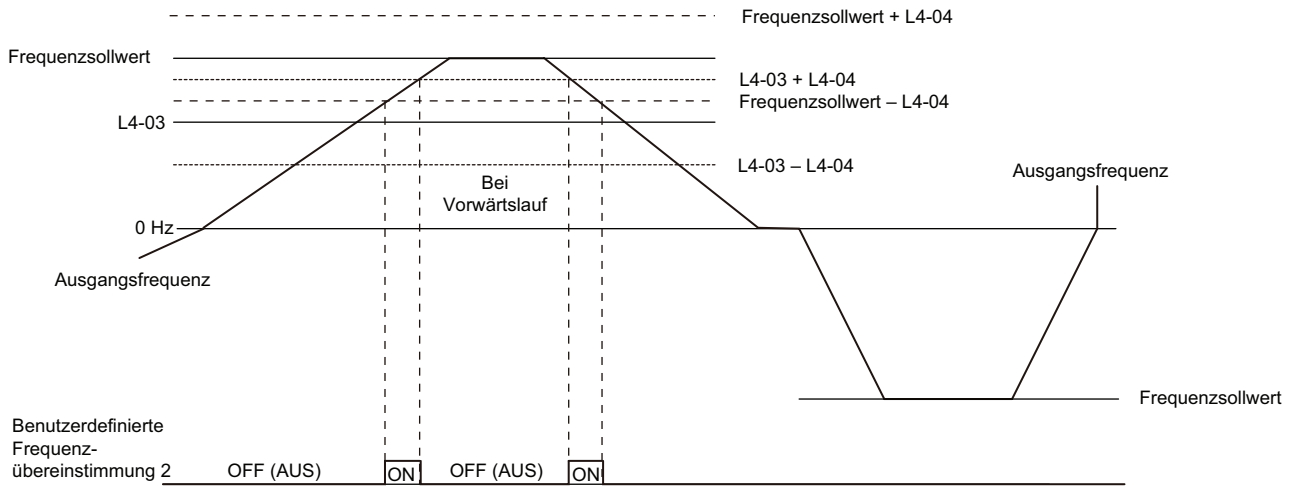 Frequenzsollwert + L4-04
Frequenzsollwert
L4-03 + L4-04
Frequenzsollwert – L4-04
L4-03
L4-03 – L4-04
Bei
Vorwärtslauf
Ausgangsfrequenz
0 Hz
Ausgangsfrequenz
Frequenzsollwert
Benutzerdefinierte
Frequenz-
übereinstimmung 2
OFF (AUS)
ON
OFF (AUS)
ON